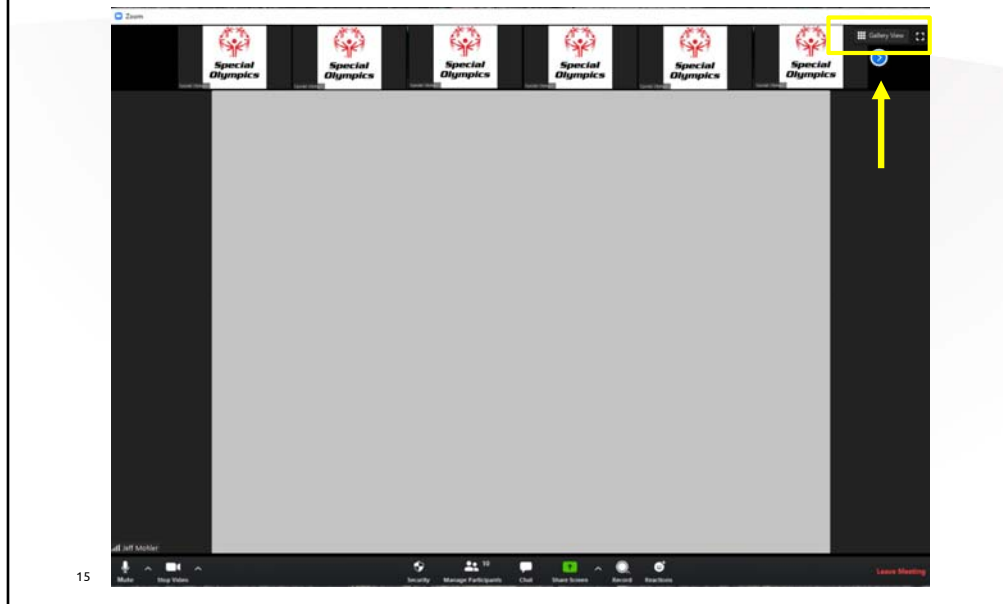 Zoom
Gallery View
Special Olympics
Special Olympics
Special Olympics
Special Olympics
Special Olympics
Special Olympics
Jeff Mohler
15
Mute
Stop Video
Security
Manage Participants
10
Chat
Share Screen
Record
Reactions
Leave Meeting